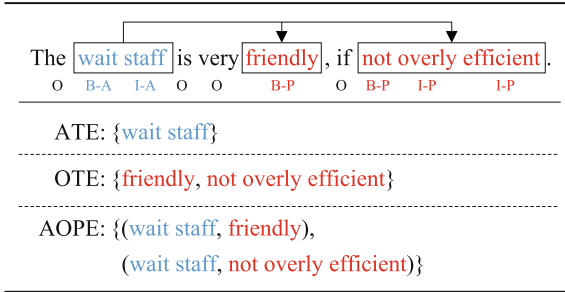 The wait staff is very friendly, if not overly efficient.
O B-A I-A O O B-P O B-P I-P I-P
ATE: {wait staff}
OTE: {friendly, not overly efficient}
AOPE: {(wait staff, friendly),
(wait staff, not overly efficient)}